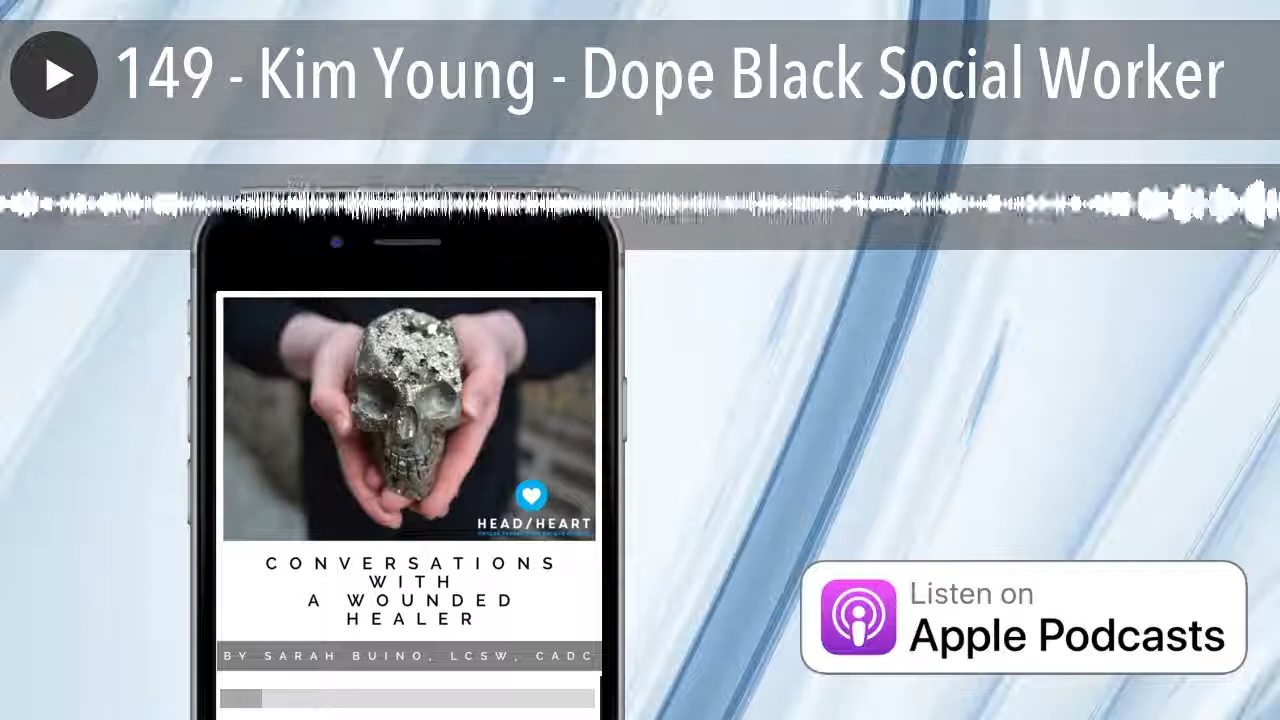 149 - Kim Young - Dope Black Social Worker
HEAD/HEART
CONVERSATIONS
WITH
A WOUNDED
HEALER
BY SARAH BUINO, LCSW, CADC
Listen on
Apple Podcasts